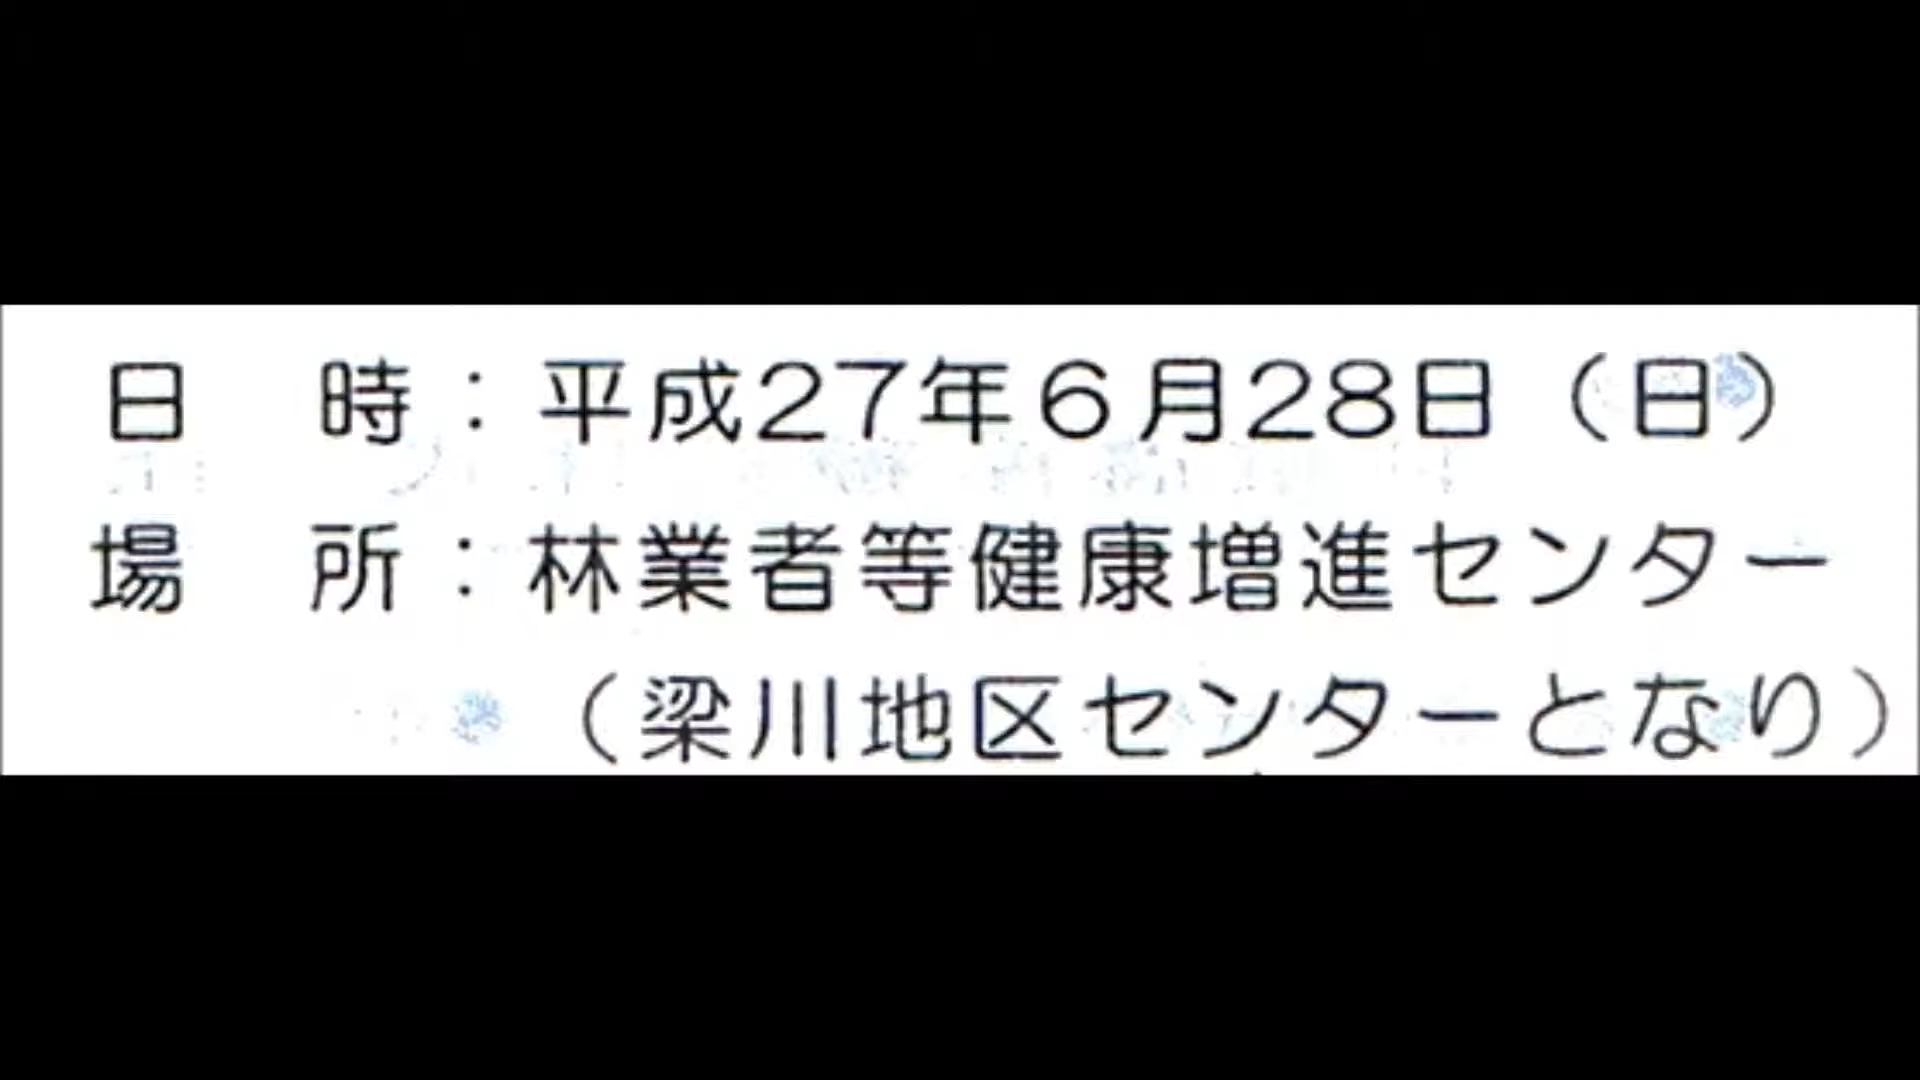 日　時：平成27年6月28日（日）
場　所：林業者等健康増進センター
（梁川地区センターとなり）